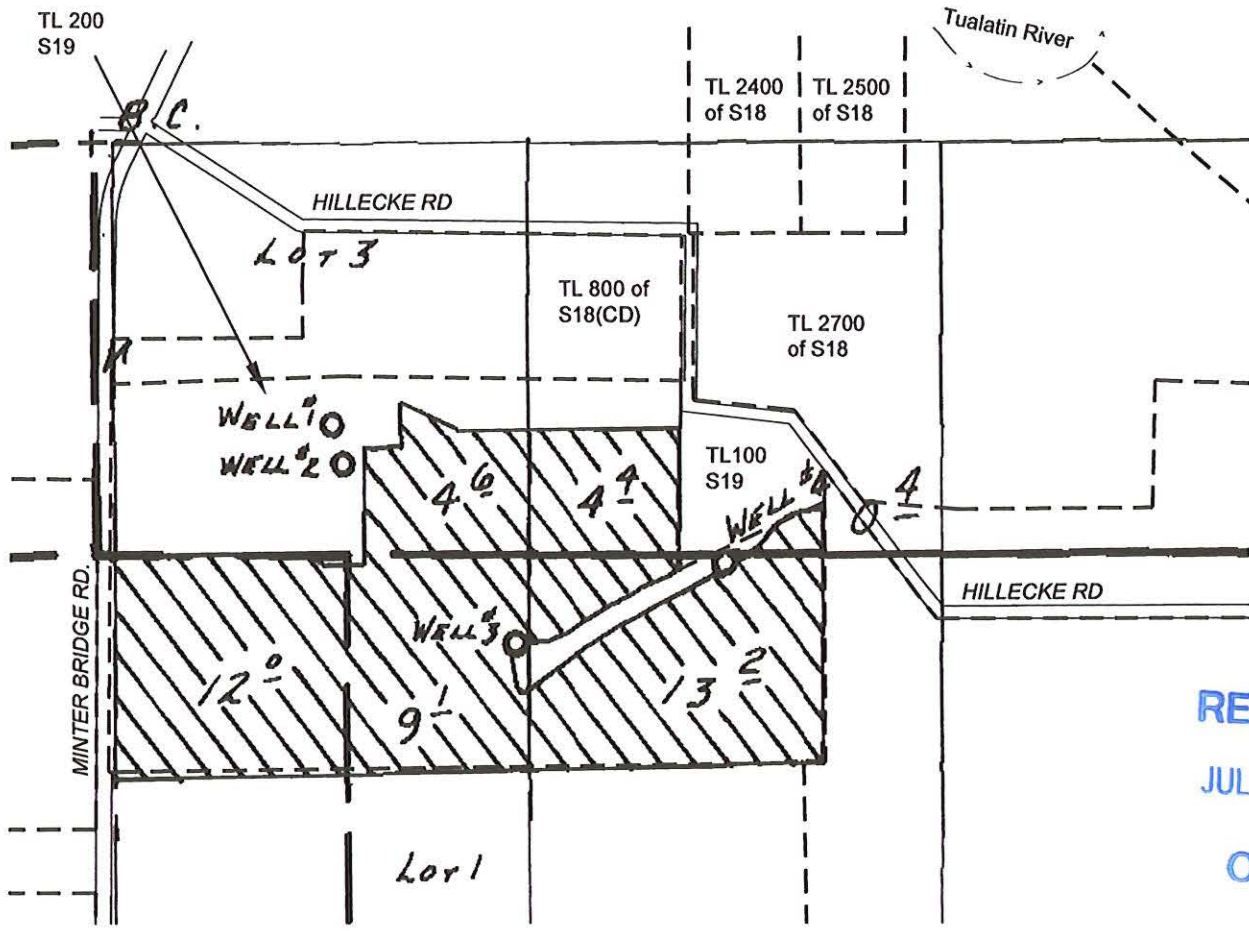 TL 200
S19
Tualatin River
TL 2400
of S18
TL 2500
of S18
B.C.
HILLECKE RD
Lot 3
TL 800 of
S18(CD)
TL 2700
of S18
WELL #1
WELL #2
TL100
S19
4 6
4 4
WELL #4
4
MINTER BRIDGE RD.
HILLECKE RD
WELL #3
12 0
9 1
13 2
RE
JUL
Lot 1